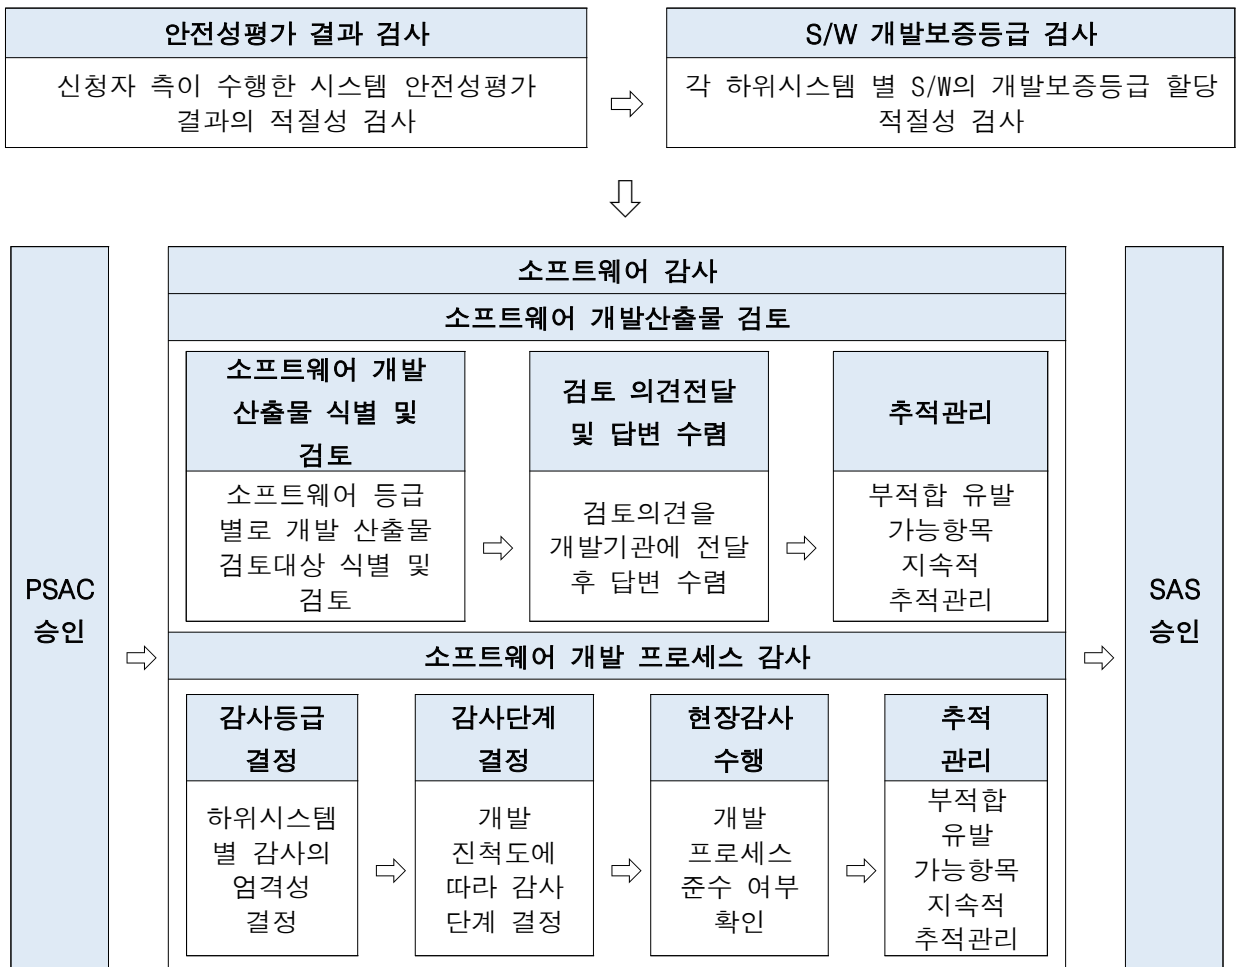 안전성평가 결과 검사
신청자 측이 수행한 시스템 안전성평가
결과의 적절성 검사
S/W 개발보증등급 검사
각 하위시스템 별 S/W의 개발보증등급 할당
적절성 검사
PSAC
승인
소프트웨어 감사
소프트웨어 개발산출물 검토
소프트웨어 개발
산출물 식별 및
검토
소프트웨어 등급
별로 개발 산출물
검토대상 식별 및
검토
검토 의견전달
및 답변 수렴
검토의견을
개발기관에 전달
후 답변 수렴
추적관리
부적합 유발
가능항목
지속적
추적관리
소프트웨어 개발 프로세스 감사
감사등급
결정
하위시스템
별 감사의
엄격성
결정
감사단계
결정
개발
진척도에
따라 감사
단계 결정
현장감사
수행
개발
프로세스
준수 여부
확인
추적
관리
부적합
유발
가능항목
지속적
추적관리
SAS
승인